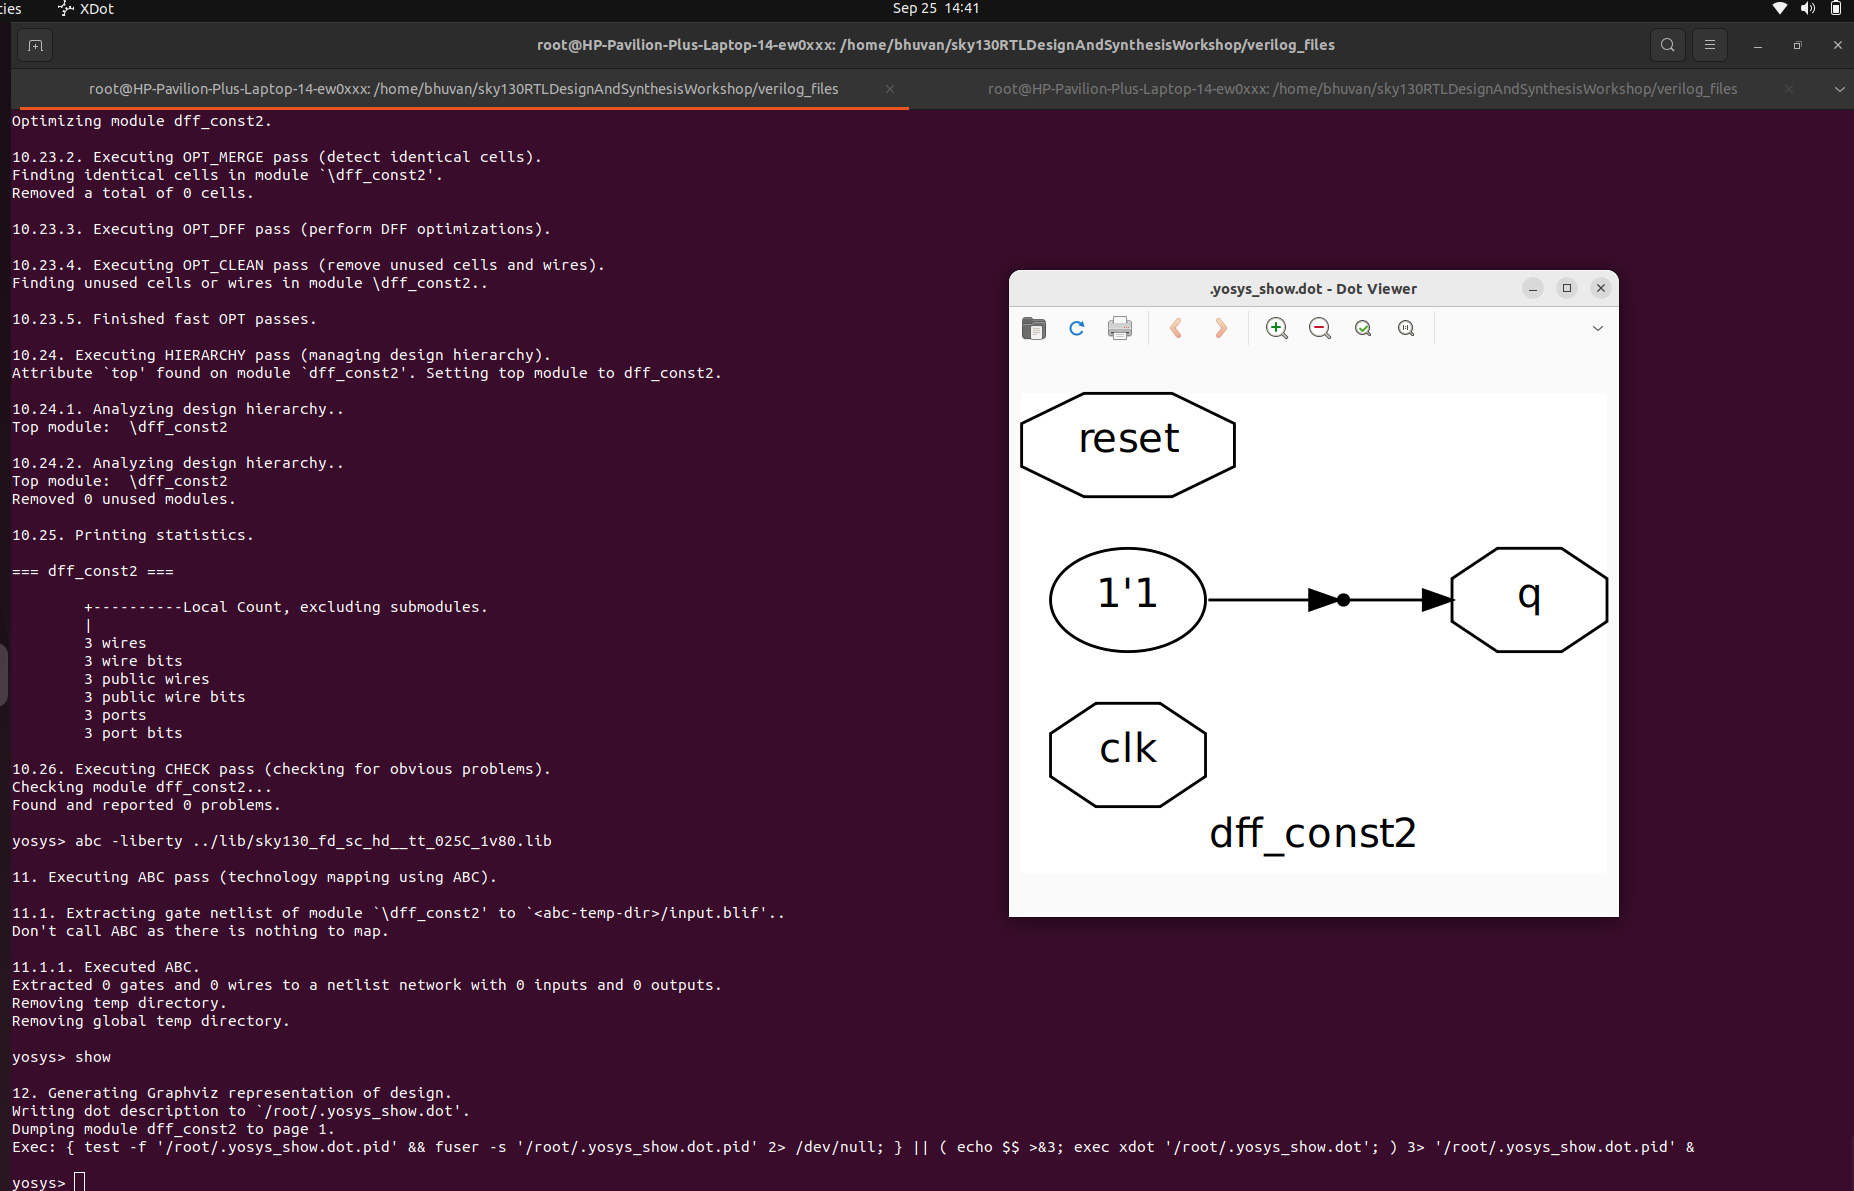 ies
XDot
Sep 25 14:41
root@HP-Pavilion-Plus-Laptop-14-ew0xxx: /home/bhuvan/sky130RTLDesignAndSynthesisWorkshop/verilog_files
root@HP-Pavilion-Plus-Laptop-14-ew0xxx: /home/bhuvan/sky130RTLDesignAndSynthesisWorkshop/verilog_files
root@HP-Pavilion-Plus-Laptop-14-ew0xxx: /home/bhuvan/sky130RTLDesignAndSynthesisWorkshop/verilog_files
Optimizing module dff_const2.
10.23.2. Executing OPT_MERGE pass (detect identical cells).
Finding identical cells in module `\dff_const2'.
Removed a total of 0 cells.
10.23.3. Executing OPT_DFF pass (perform DFF optimizations).
10.23.4. Executing OPT_CLEAN pass (remove unused cells and wires).
Finding unused cells or wires in module \dff_const2..
10.23.5. Finished fast OPT passes.
10.24. Executing HIERARCHY pass (managing design hierarchy).
Attribute `top' found on module `dff_const2'. Setting top module to dff_const2.
10.24.1. Analyzing design hierarchy..
Top module:  \dff_const2
10.24.2. Analyzing design hierarchy..
Top module:  \dff_const2
Removed 0 unused modules.
10.25. Printing statistics.
=== dff_const2 ===
+----------Local Count, excluding submodules.
|
3 wires
3 wire bits
3 public wires
3 public wire bits
3 ports
3 port bits
10.26. Executing CHECK pass (checking for obvious problems).
Checking module dff_const2...
Found and reported 0 problems.
yosys> abc -liberty ../lib/sky130_fd_sc_hd__tt_025C_1v80.lib
11. Executing ABC pass (technology mapping using ABC).
11.1. Extracting gate netlist of module `\dff_const2' to `<abc-temp-dir>/input.blif'..
Don't call ABC as there is nothing to map.
11.1.1. Executed ABC.
Extracted 0 gates and 0 wires to a netlist network with 0 inputs and 0 outputs.
Removing temp directory.
Removing global temp directory.
yosys> show
12. Generating Graphviz representation of design.
Writing dot description to `/root/.yosys_show.dot'.
Dumping module dff_const2 to page 1.
Exec: { test -f '/root/.yosys_show.dot.pid' && fuser -s '/root/.yosys_show.dot.pid' 2> /dev/null; } || ( echo $$ >&3; exec xdot '/root/.yosys_show.dot'; ) 3> '/root/.yosys_show.dot.pid' &
yosys>
.yosys_show.dot - Dot Viewer
reset
1'1
q
clk
dff_const2